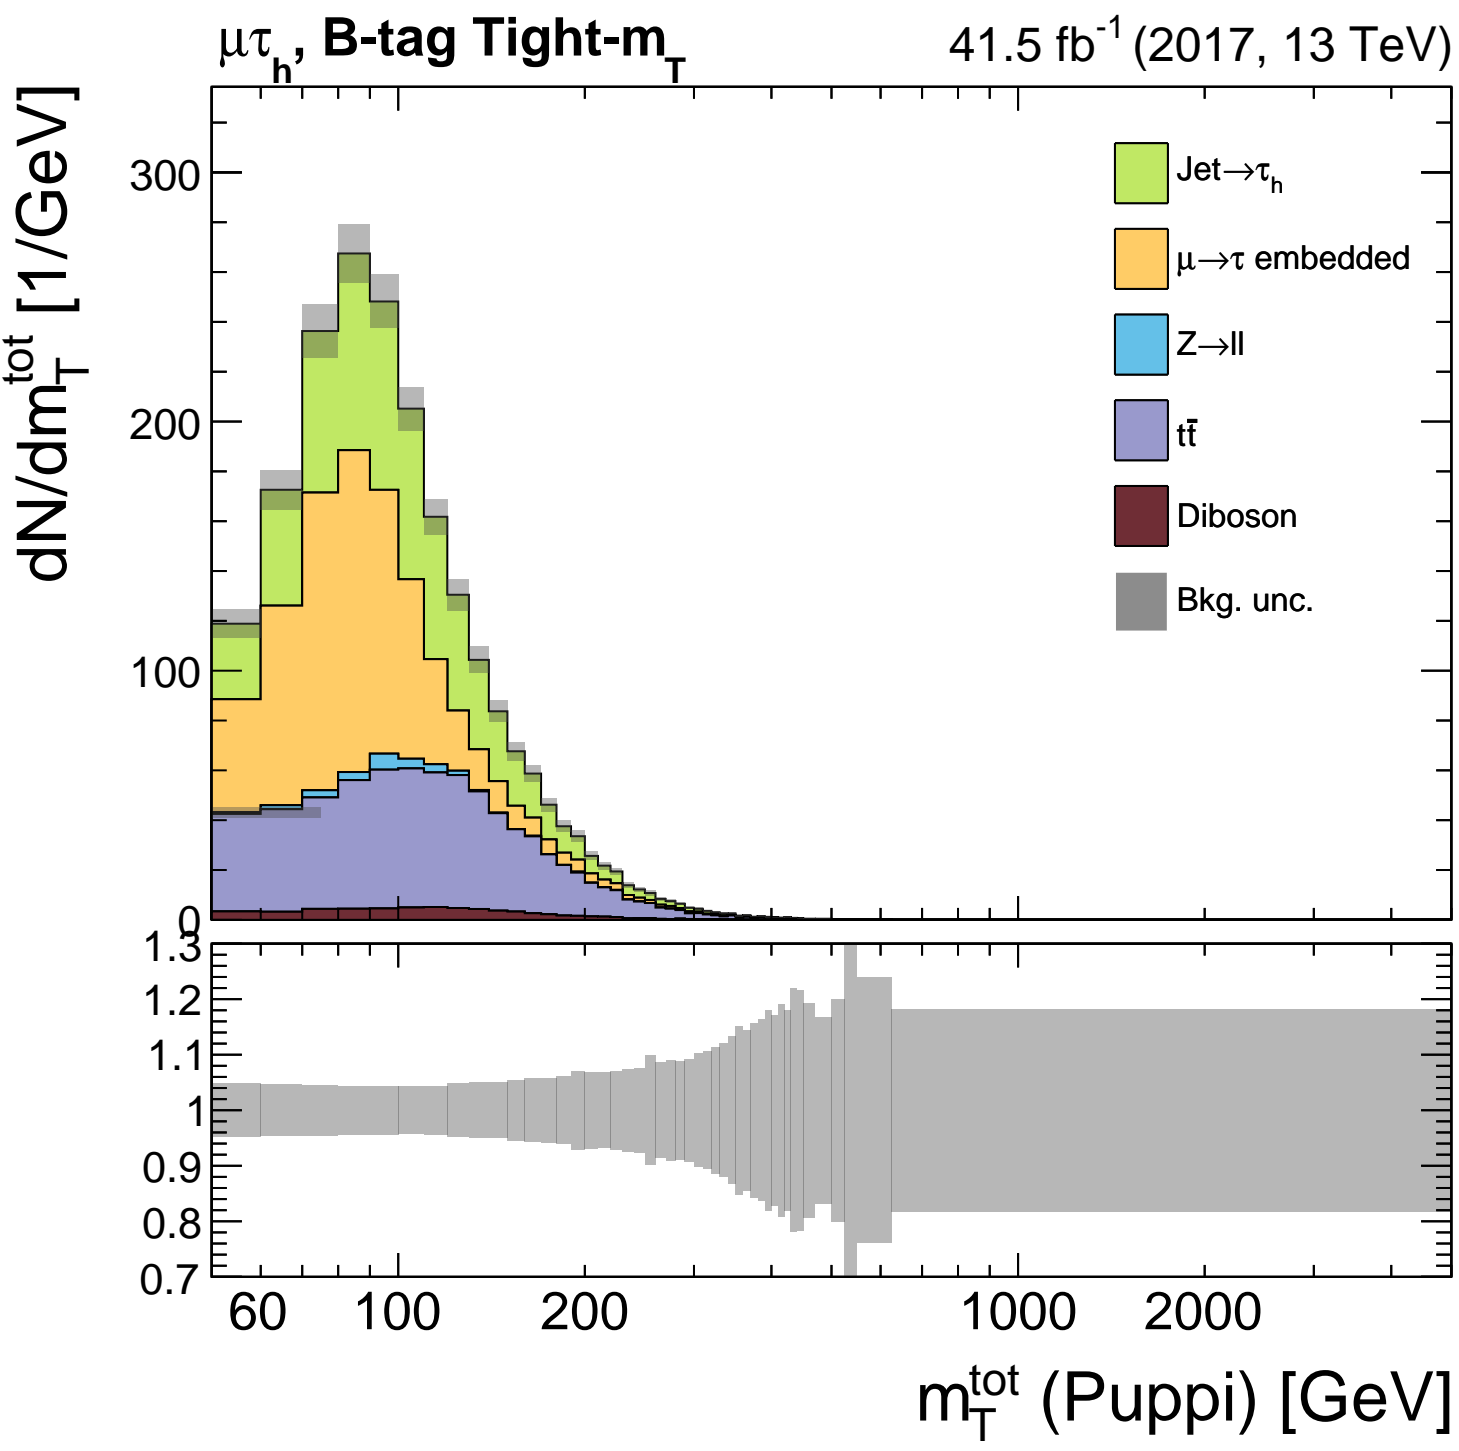 μτh, B-tag Tight-mT
41.5 fb-1 (2017, 13 TeV)
dN/dmTtot [1/GeV]
300
200
100
0
Jet→τh
μ→τ embedded
Z→ll
tt̄
Diboson
Bkg. unc.
1.3
1.2
1.1
1
0.9
0.8
0.7
60 100 200 1000 2000
mTtot (Puppi) [GeV]